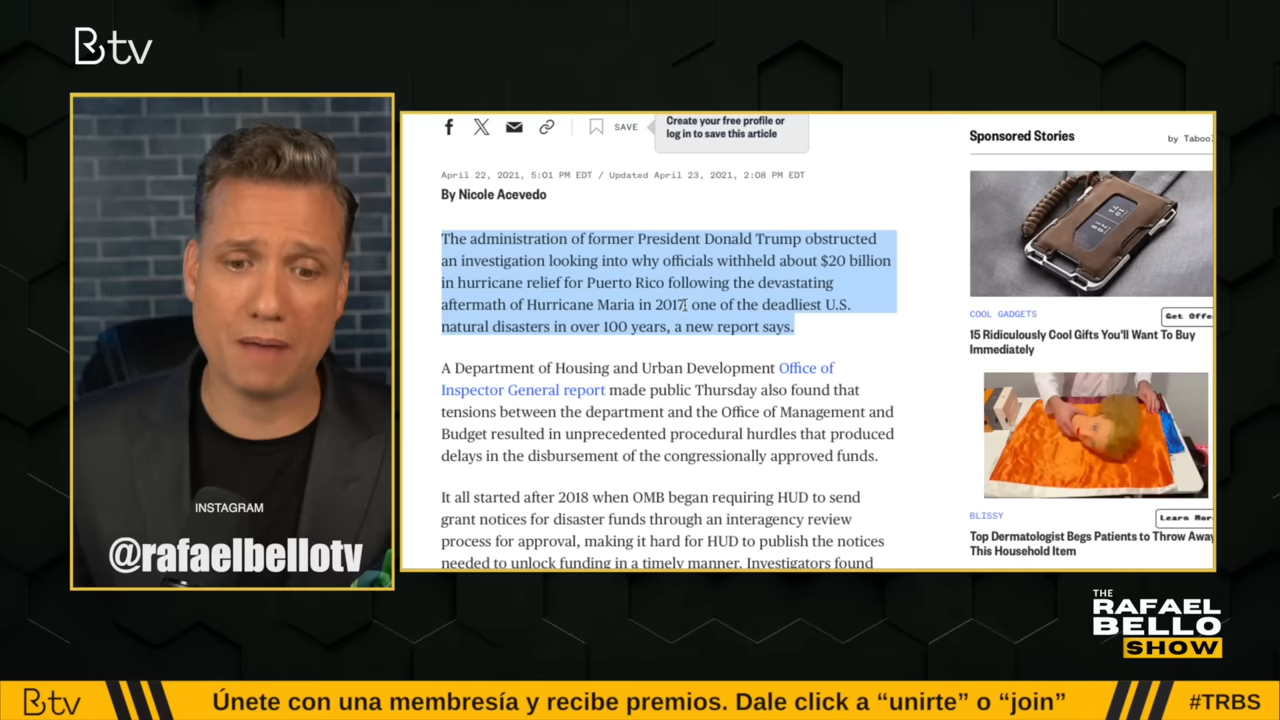 Btv
SAVE
Create your free profile or
log in to save this article
April 22, 2021, 5:01 PM EDT / Updated April 23, 2021, 2:08 PM EDT
By Nicole Acevedo
The administration of former President Donald Trump obstructed
an investigation looking into why officials withheld about $20 billion
in hurricane relief for Puerto Rico following the devastating
aftermath of Hurricane Maria in 2017, one of the deadliest U.S.
natural disasters in over 100 years, a new report says.
A Department of Housing and Urban Development Office of
Inspector General report made public Thursday also found that
tensions between the department and the Office of Management and
Budget resulted in unprecedented procedural hurdles that produced
delays in the disbursement of the congressionally approved funds.
It all started after 2018 when OMB began requiring HUD to send
grant notices for disaster funds through an interagency review
process for approval, making it hard for HUD to publish the notices
needed to unlock funding in a timely manner. Investigators found
Sponsored Stories
by Taboo
COOL GADGETS
Get Offe
15 Ridiculously Cool Gifts You'll Want To Buy
Immediately
BLISSY
Learn Mor
Top Dermatologist Begs Patients to Throw Away
This Household Item
INSTAGRAM
@rafaelbellotv
THE
RAFAEL
BELLO
SHOW
Btv
Únete con una membresía y recibe premios. Dale click a “unirte” o “join”
#TRBS